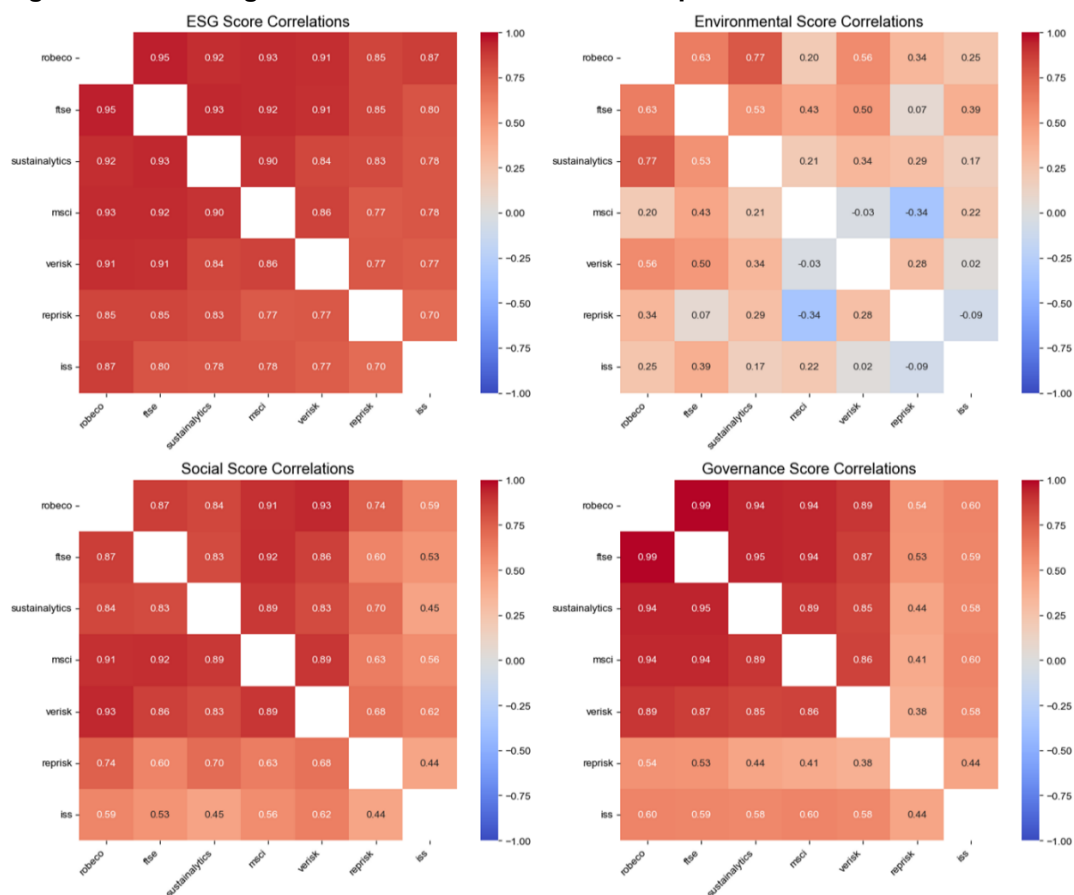 ESG Score Correlations
robeco 0.95 0.92 0.93 0.91 0.85 0.87
ftse 0.95 0.93 0.92 0.91 0.85 0.80
sustainalytics 0.92 0.93 0.90 0.84 0.83 0.78
msci 0.93 0.92 0.90 0.86 0.77 0.78
verisk 0.91 0.91 0.84 0.86 0.77 0.77
reprisk 0.85 0.85 0.83 0.77 0.77 0.70
iss 0.87 0.80 0.78 0.78 0.77 0.70
robeco ftse sustainalytics msci verisk reprisk iss
1.00
0.75
0.50
0.25
0.00
−0.25
−0.50
−0.75
−1.00
Environmental Score Correlations
robeco 0.63 0.77 0.20 0.56 0.34 0.25
ftse 0.63 0.53 0.43 0.50 0.07 0.39
sustainalytics 0.77 0.53 0.21 0.34 0.29 0.17
msci 0.20 0.43 0.21 -0.03 -0.34 0.22
verisk 0.56 0.50 0.34 -0.03 0.28 0.02
reprisk 0.34 0.07 0.29 -0.34 0.28 -0.09
iss 0.25 0.39 0.17 0.22 0.02 -0.09
robeco ftse sustainalytics msci verisk reprisk iss
1.00
0.75
0.50
0.25
0.00
−0.25
−0.50
−0.75
−1.00
Social Score Correlations
robeco 0.87 0.84 0.91 0.93 0.74 0.59
ftse 0.87 0.83 0.92 0.86 0.60 0.53
sustainalytics 0.84 0.83 0.89 0.83 0.70 0.45
msci 0.91 0.92 0.89 0.89 0.63 0.56
verisk 0.93 0.86 0.83 0.89 0.68 0.62
reprisk 0.74 0.60 0.70 0.63 0.68 0.44
iss 0.59 0.53 0.45 0.56 0.62 0.44
robeco ftse sustainalytics msci verisk reprisk iss
1.00
0.75
0.50
0.25
0.00
−0.25
−0.50
−0.75
−1.00
Governance Score Correlations
robeco 0.99 0.94 0.94 0.89 0.54 0.60
ftse 0.99 0.95 0.94 0.87 0.53 0.59
sustainalytics 0.94 0.95 0.89 0.85 0.44 0.58
msci 0.94 0.94 0.89 0.86 0.41 0.60
verisk 0.89 0.87 0.85 0.86 0.38 0.58
reprisk 0.54 0.53 0.44 0.41 0.38 0.44
iss 0.60 0.59 0.58 0.60 0.58 0.44
robeco ftse sustainalytics msci verisk reprisk iss
1.00
0.75
0.50
0.25
0.00
−0.25
−0.50
−0.75
−1.00